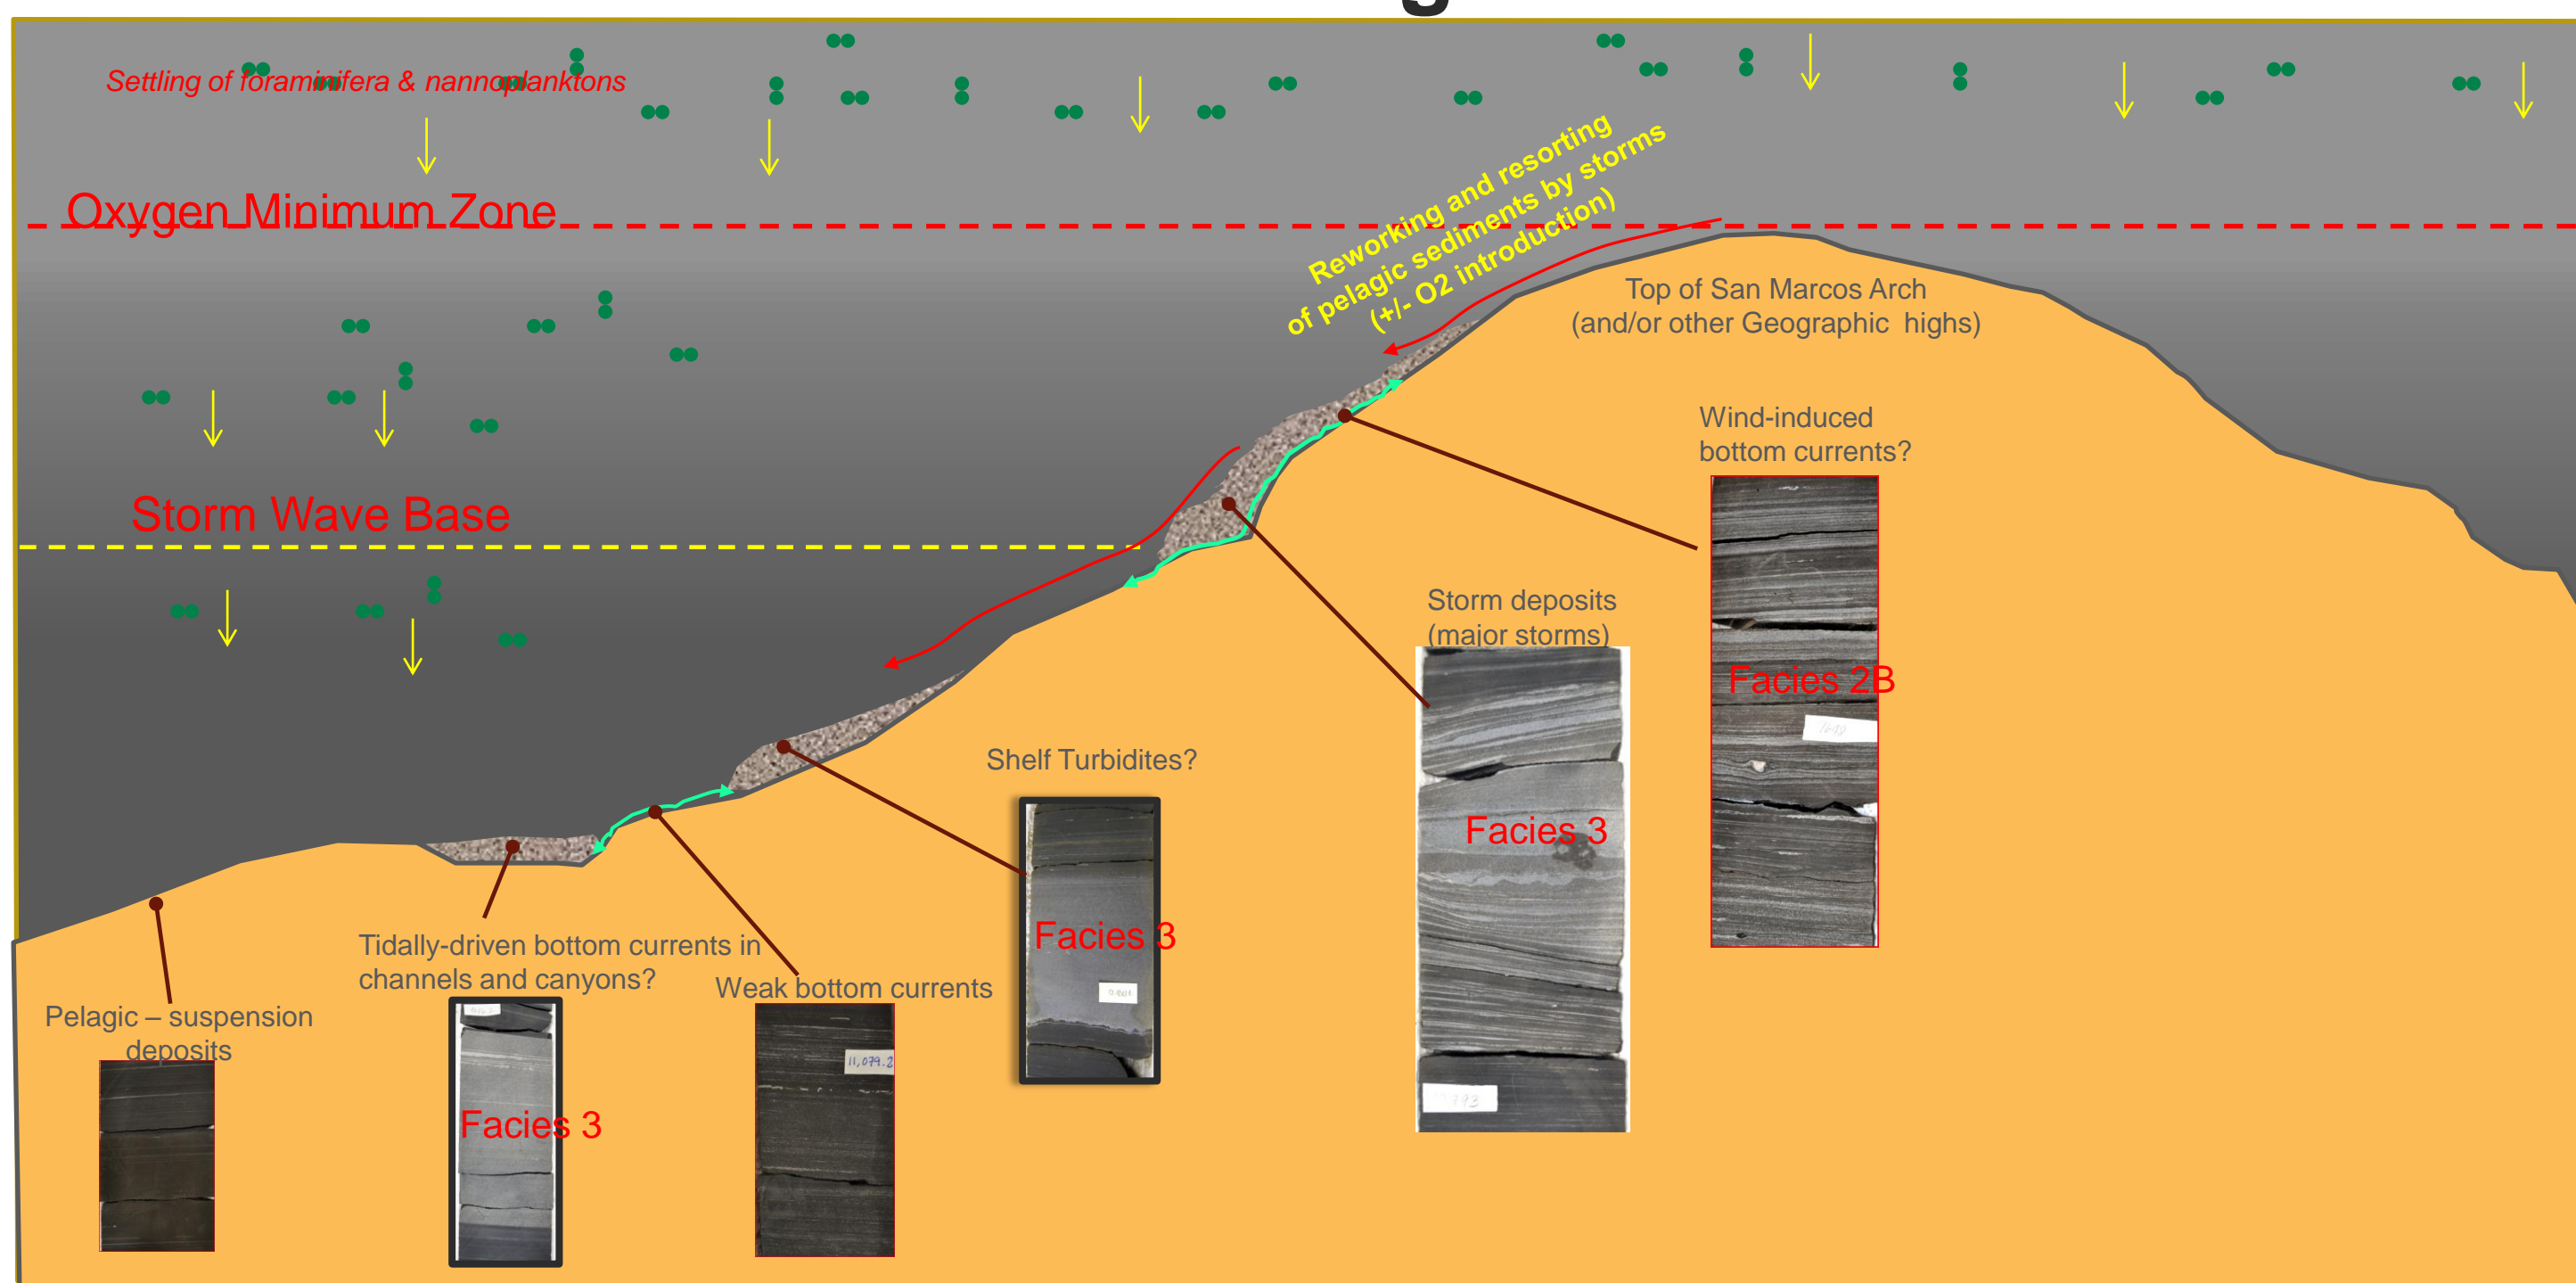 Settling of foraminifera & nannoplanktons
Oxygen Minimum Zone
Reworking and resorting
of pelagic sediments by storms
(+/- O2 introduction)
Top of San Marcos Arch
(and/or other Geographic highs)
Wind-induced
bottom currents?
Facies 2B
Storm Wave Base
Storm deposits
(major storms)
Facies 3
Shelf Turbidites?
Facies 3
Tidally-driven bottom currents in
channels and canyons?
Facies 3
Weak bottom currents
11,079.2
Pelagic – suspension
deposits